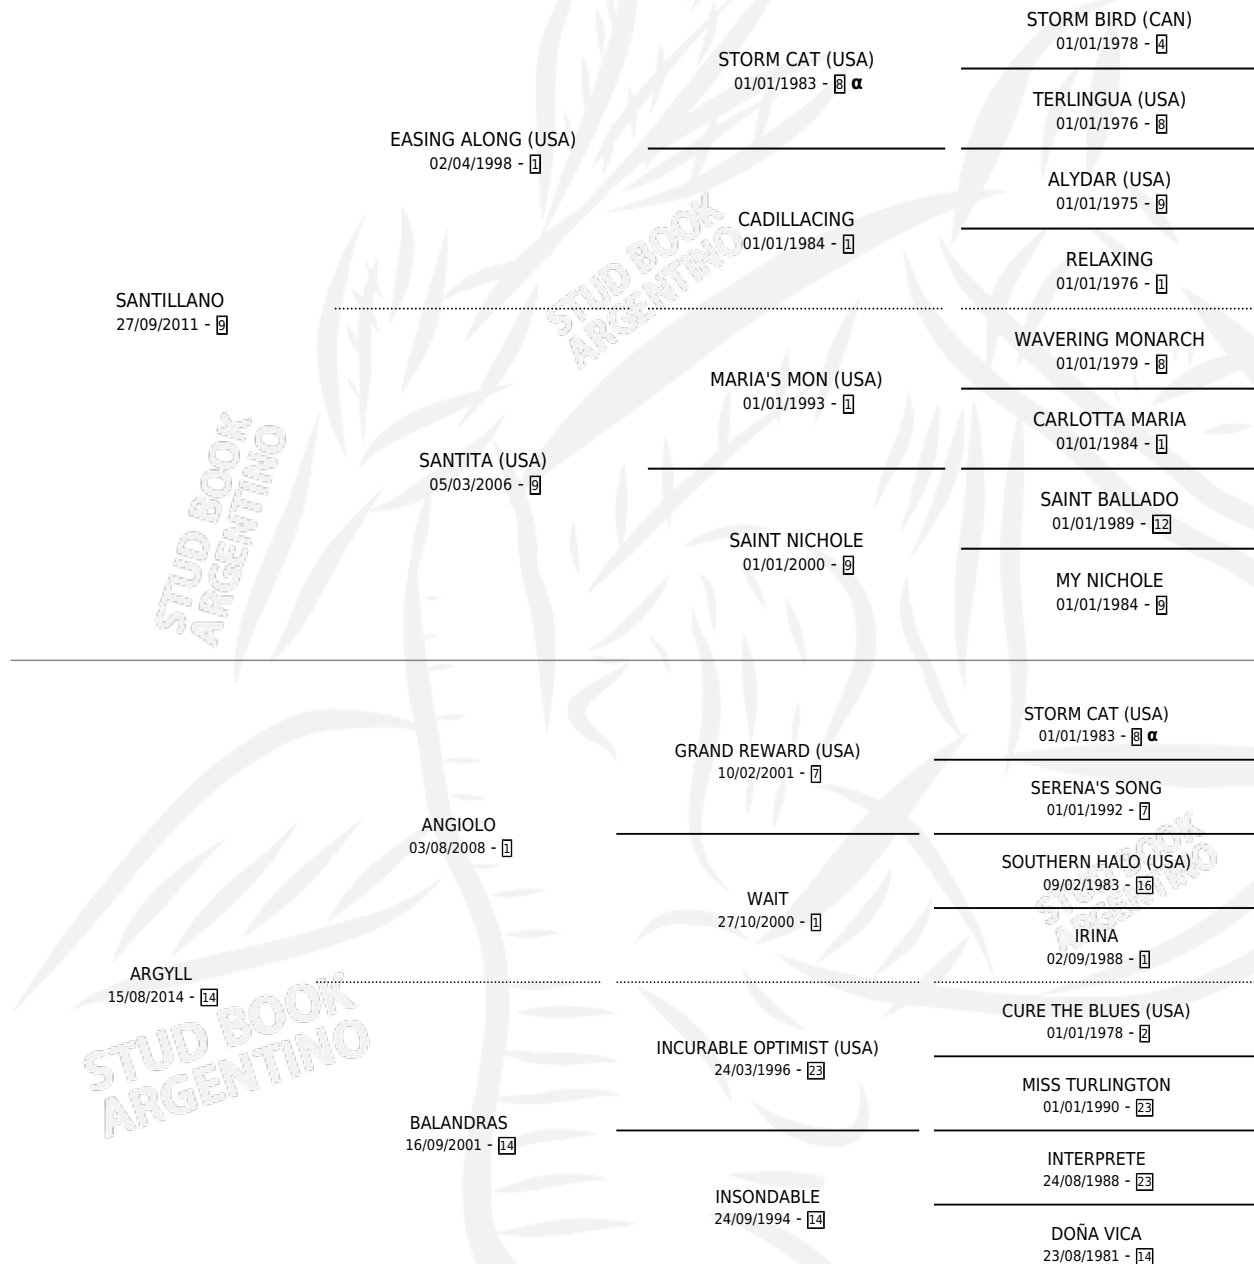 STORM BIRD (CAN)
01/01/1978 - 4
STORM CAT (USA)
01/01/1983 - 8 α
TERLINGUA (USA)
01/01/1976 - 8
EASING ALONG (USA)
02/04/1998 - 1
ALYDAR (USA)
01/01/1975 - 9
CADILLACING
01/01/1984 - 1
RELAXING
01/01/1976 - 1
SANTILLANO
27/09/2011 - 9
WAVERING MONARCH
01/01/1979 - 8
MARIA'S MON (USA)
01/01/1993 - 1
CARLOTTA MARIA
01/01/1984 - 1
SANTITA (USA)
05/03/2006 - 9
SAINT BALLADO
01/01/1989 - 12
SAINT NICHOLE
01/01/2000 - 9
MY NICHOLE
01/01/1984 - 9
STORM CAT (USA)
01/01/1983 - 8 α
GRAND REWARD (USA)
10/02/2001 - 7
SERENA'S SONG
01/01/1992 - 7
ANGIOLO
03/08/2008 - 1
SOUTHERN HALO (USA)
09/02/1983 - 16
WAIT
27/10/2000 - 1
IRINA
02/09/1988 - 1
ARGYLL
15/08/2014 - 14
CURE THE BLUES (USA)
01/01/1978 - 2
INCURABLE OPTIMIST (USA)
24/03/1996 - 23
MISS TURLINGTON
01/01/1990 - 23
BALANDRAS
16/09/2001 - 14
INTERPRETE
24/08/1988 - 23
INSONDABLE
24/09/1994 - 14
DOÑA VICA
23/08/1981 - 14
STUD BOOK
ARGENTINO
STUD BOOK
ARGENTINO
STUD BOOK
ARGENTINO
STUD BOOK
ARGENTINO